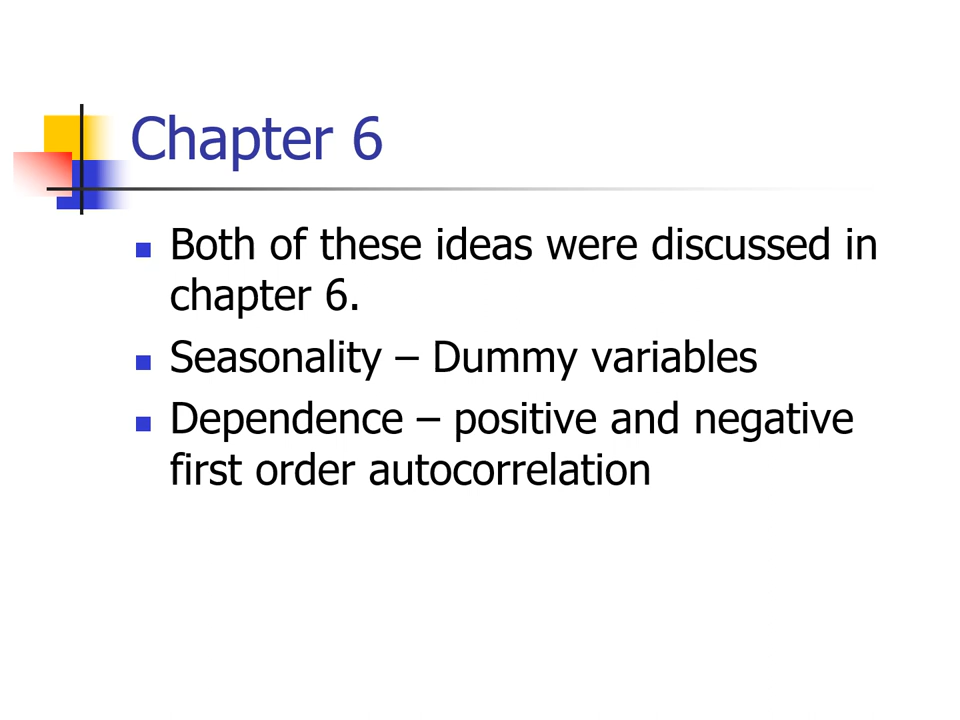 Chapter 6
Both of these ideas were discussed in
chapter 6.
Seasonality – Dummy variables
Dependence – positive and negative
first order autocorrelation